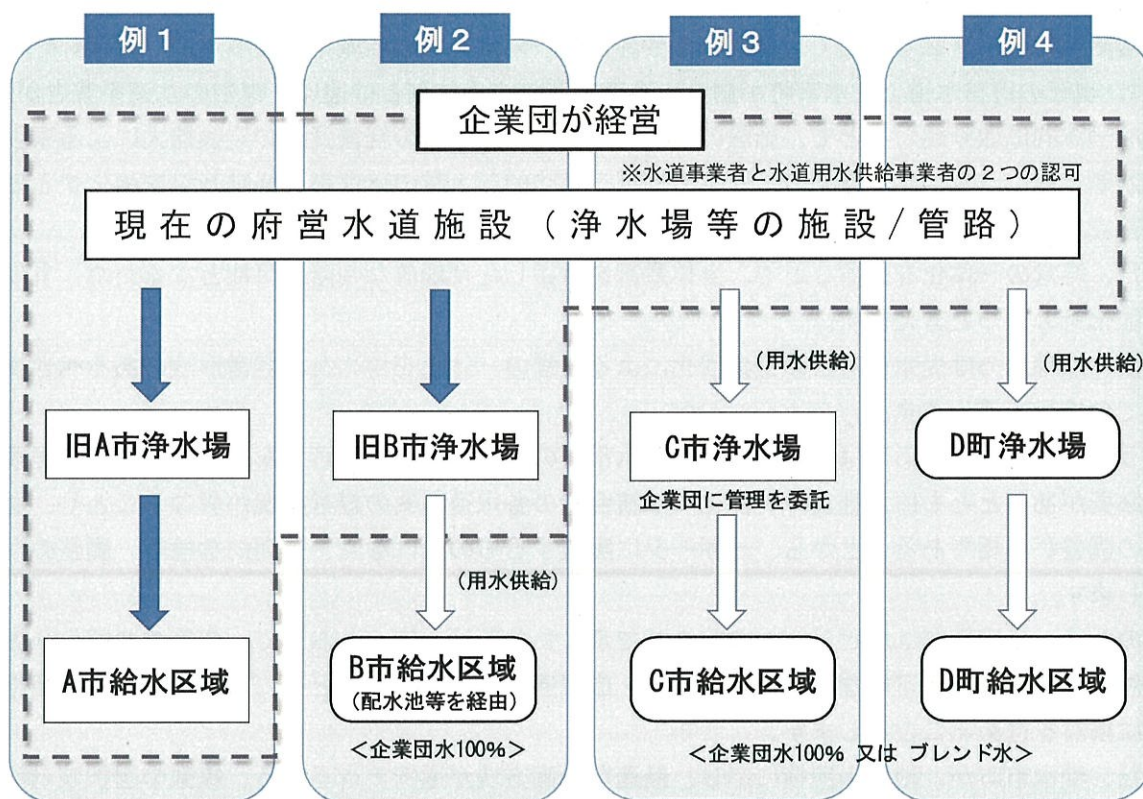 例1
例2
例3
例4
企業団が経営
※水道事業者と水道用水供給事業者の2つの認可
現在の府営水道施設(浄水場等の施設/管路)
(用水供給)
(用水供給)
旧A市浄水場
旧B市浄水場
C市浄水場
D町浄水場
企業団に管理を委託
(用水供給)
A市給水区域
B市給水区域
(配水池等を経由)
C市給水区域
D町給水区域
<企業団水100%>
<企業団水100% 又は ブレンド水>